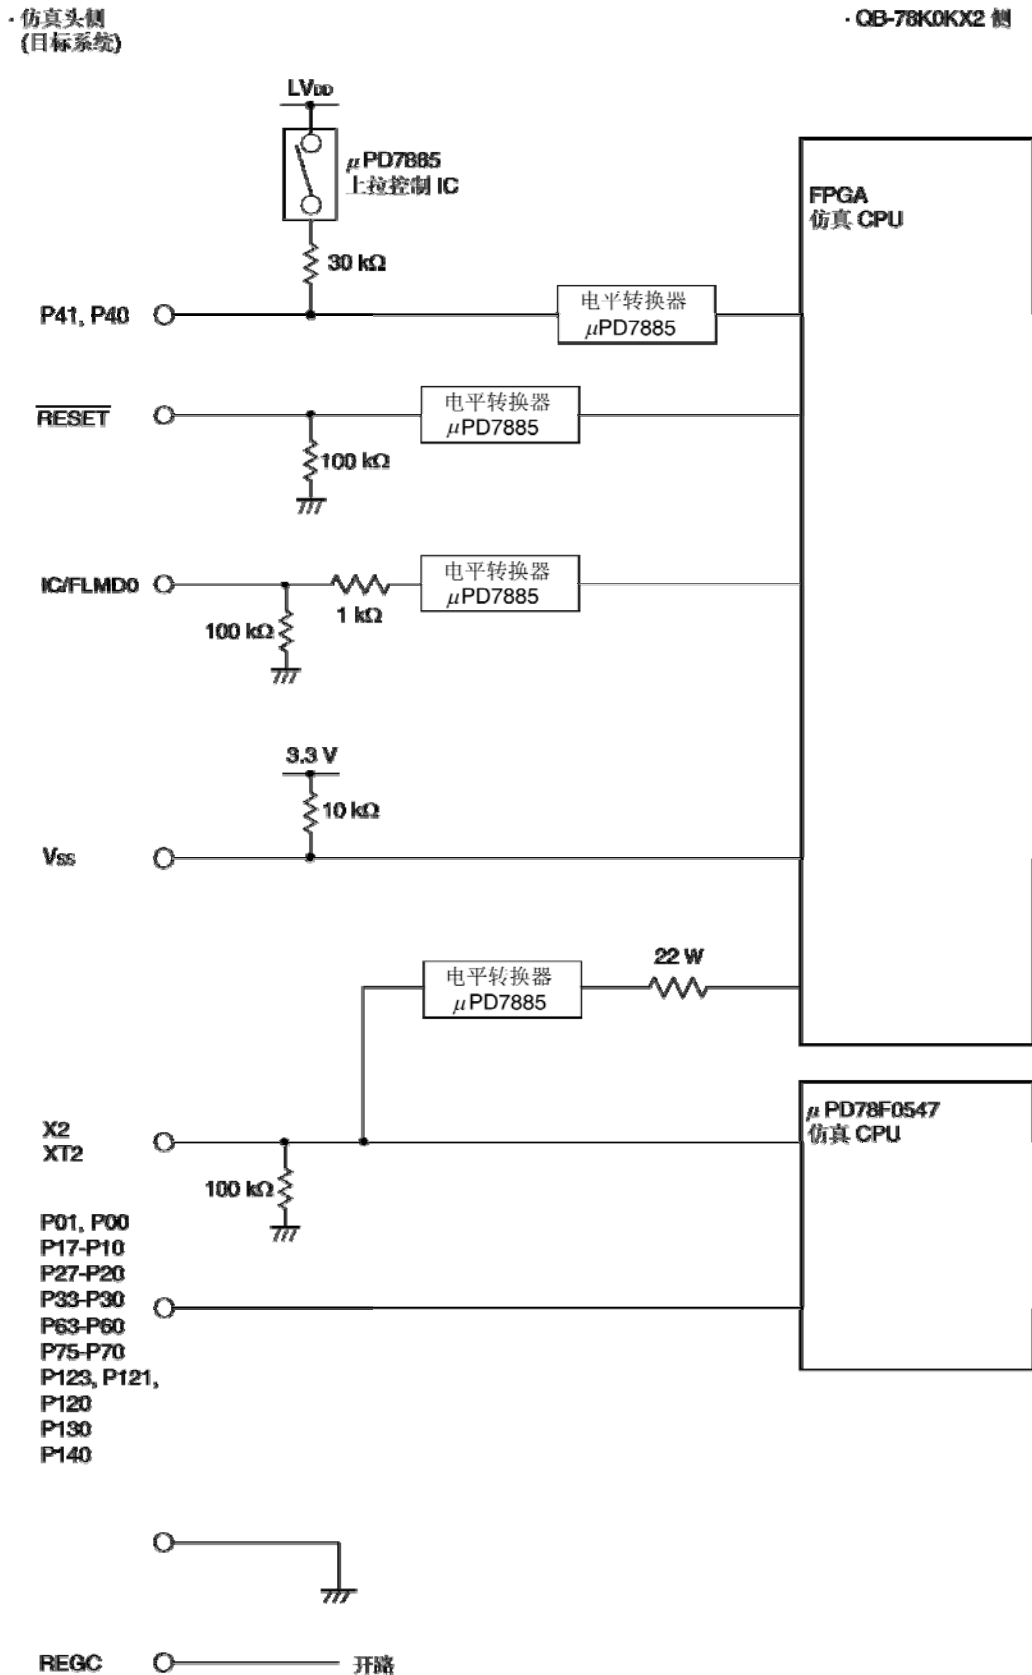 · 仿真头侧
(目标系统)
· QB-78K0KX2 侧
LVDD
μPD7885
上拉控制 IC
30 kΩ
FPGA
仿真 CPU
P41, P40
电平转换器
μPD7885
RESET
电平转换器
μPD7885
100 kΩ
IC/FLMD0
电平转换器
μPD7885
1 kΩ
100 kΩ
3.3 V
10 kΩ
VSS
22 W
电平转换器
μPD7885
X2
XT2
μPD78F0547
仿真 CPU
100 kΩ
P01, P00
P17-P10
P27-P20
P33-P30
P63-P60
P75-P70
P123, P121,
P120
P130
P140
REGC
开路